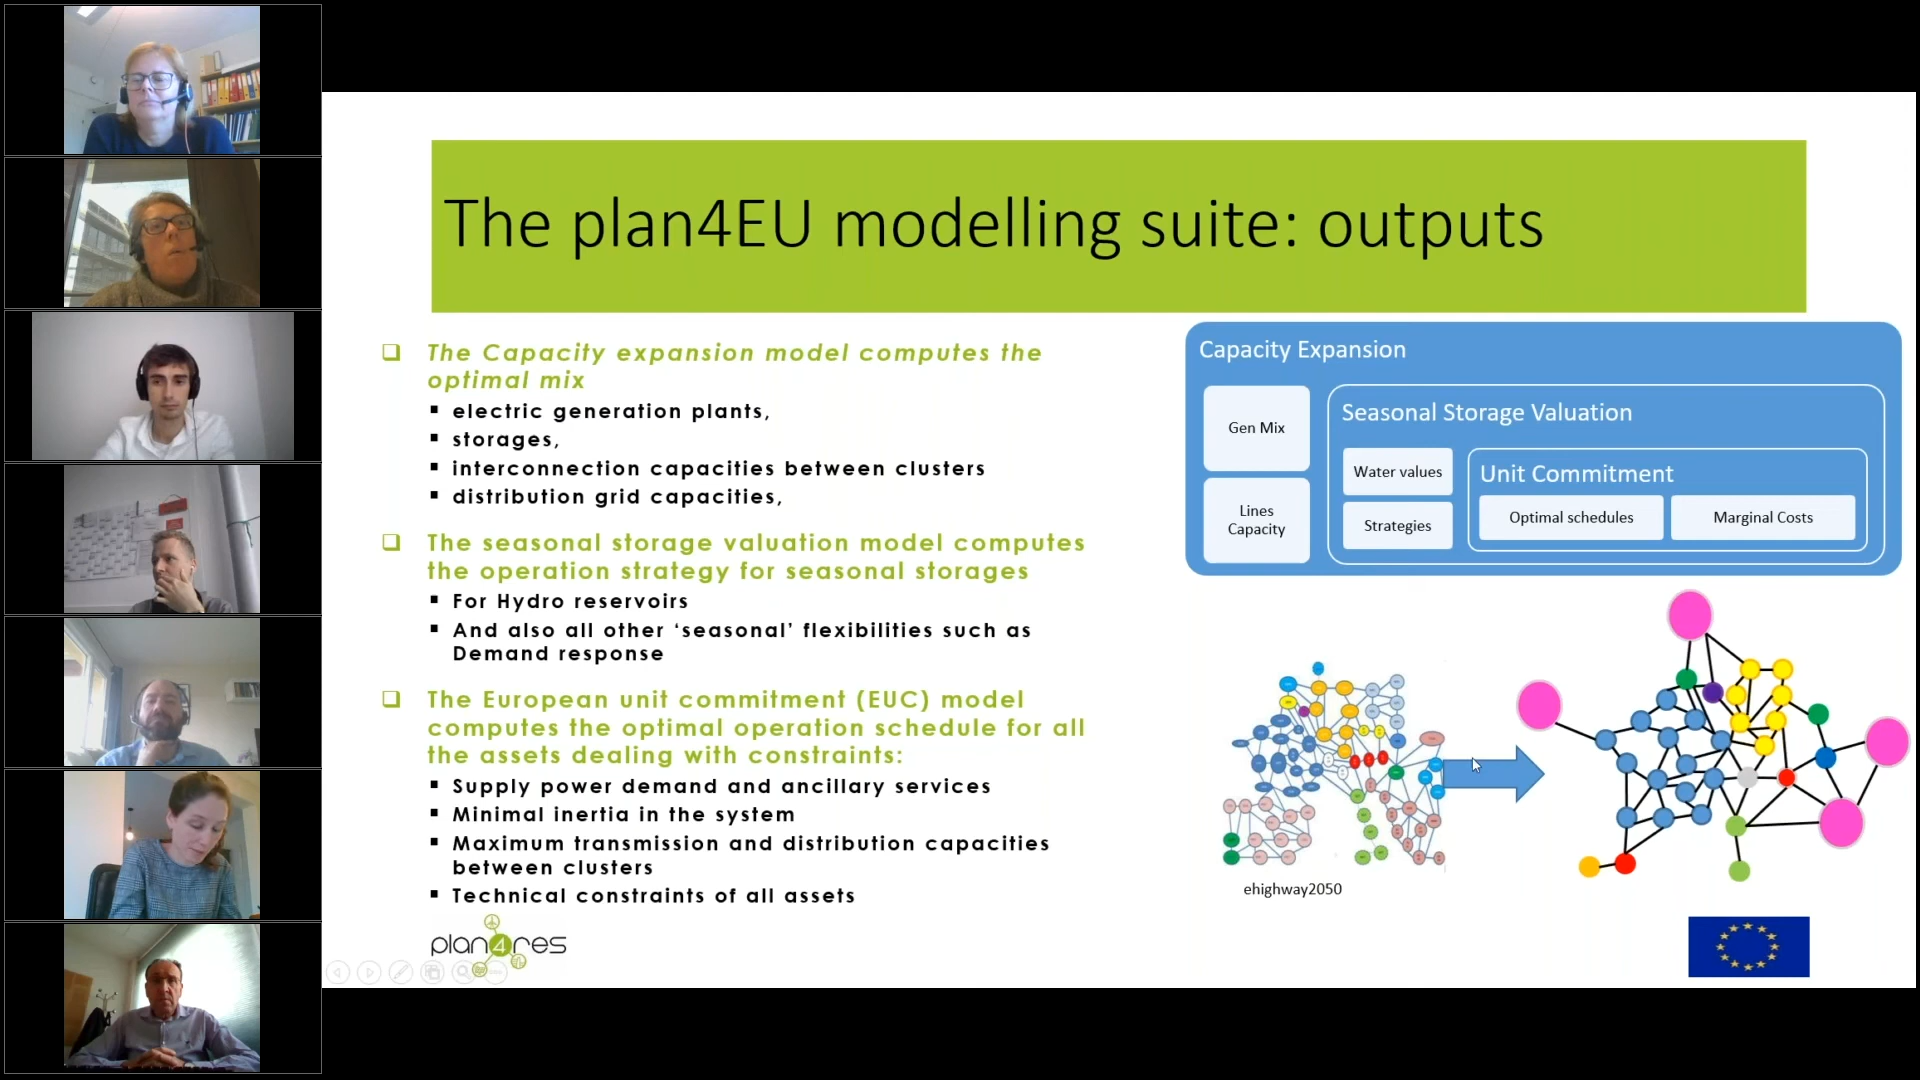 The plan4EU modelling suite: outputs
The Capacity expansion model computes the
optimal mix
electric generation plants,
storages,
interconnection capacities between clusters
distribution grid capacities,
The seasonal storage valuation model computes
the operation strategy for seasonal storages
For Hydro reservoirs
And also all other ‘seasonal’ flexibilities such as
Demand response
The European unit commitment (EUC) model
computes the optimal operation schedule for all
the assets dealing with constraints:
Supply power demand and ancillary services
Minimal inertia in the system
Maximum transmission and distribution capacities
between clusters
Technical constraints of all assets
plan4res
Capacity Expansion
Gen Mix
Lines
Capacity
Seasonal Storage Valuation
Water values
Strategies
Unit Commitment
Optimal schedules
Marginal Costs
ehighway2050